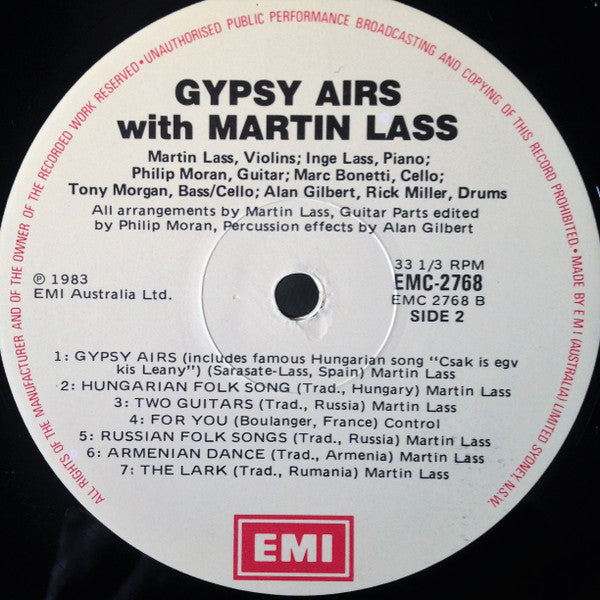 ALL RIGHTS OF THE MANUFACTURER AND OF THE OWNER OF THE RECORDED WORK RESERVED • UNAUTHORISED PUBLIC PERFORMANCE BROADCASTING AND COPYING OF THIS RECORD PROHIBITED • MADE BY E M I (AUSTRALIA) LIMITED SYDNEY, N.S.W.
GYPSY AIRS
with MARTIN LASS
Martin Lass, Violins; Inge Lass, Piano;
Philip Moran, Guitar; Marc Bonetti, Cello;
Tony Morgan, Bass/Cello; Alan Gilbert, Rick Miller, Drums
All arrangements by Martin Lass, Guitar Parts edited
by Philip Moran, Percussion effects by Alan Gilbert
℗ 1983
EMI Australia Ltd.
33 1/3 RPM
EMC-2768
EMC 2768 B
SIDE 2
1: GYPSY AIRS (includes famous Hungarian song “Csak is egv
kis Leany”) (Sarasate-Lass, Spain) Martin Lass
2: HUNGARIAN FOLK SONG (Trad., Hungary) Martin Lass
3: TWO GUITARS (Trad., Russia) Martin Lass
4: FOR YOU (Boulanger, France) Control
5: RUSSIAN FOLK SONGS (Trad., Russia) Martin Lass
6: ARMENIAN DANCE (Trad., Armenia) Martin Lass
7: THE LARK (Trad., Rumania) Martin Lass
EMI